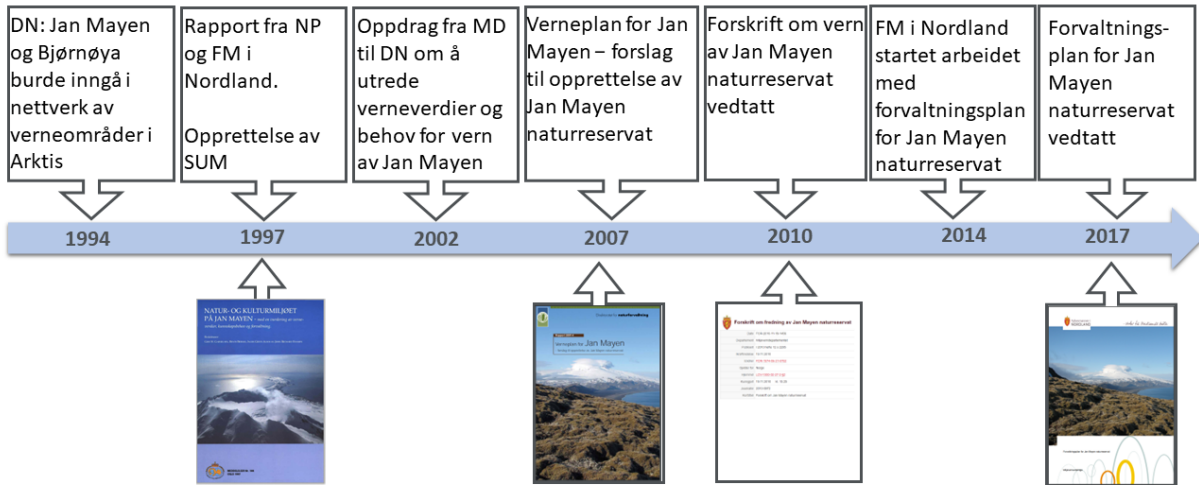 DN: Jan Mayen
og Bjørnøya
burde inngå i
nettverk av
verneområder i
Arktis
Rapport fra NP
og FM i
Nordland.
Opprettelse av
SUM
Oppdrag fra MD
til DN om å
utrede
verneverdier og
behov for vern
av Jan Mayen
Verneplan for Jan
Mayen – forslag
til opprettelse av
Jan Mayen
naturreservat
Forskrift om vern
av Jan Mayen
naturreservat
vedtatt
FM i Nordland
startet arbeidet
med
forvaltningsplan
for Jan Mayen
naturreservat
Forvaltnings-
plan for Jan
Mayen
naturreservat
vedtatt
1994
1997
2002
2007
2010
2014
2017
NATUR- OG KULTURMILJØET
PÅ JAN MAYEN
Verneplan for Jan Mayen
Forskrift om fredning av Jan Mayen naturreservat
NORDLAND